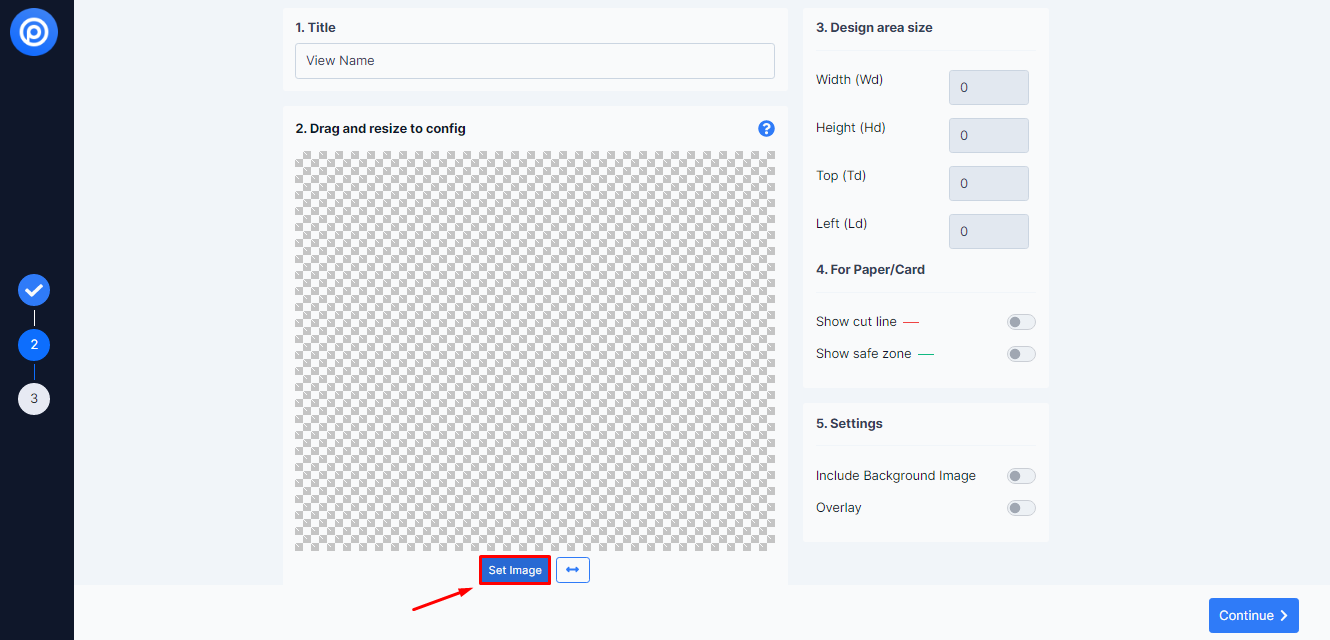 1. Title
View Name
2. Drag and resize to config
?
Set Image
3. Design area size
Width (Wd)
0
Height (Hd)
0
Top (Td)
0
Left (Ld)
0
4. For Paper/Card
Show cut line
Show safe zone
5. Settings
Include Background Image
Overlay
2
3
Continue